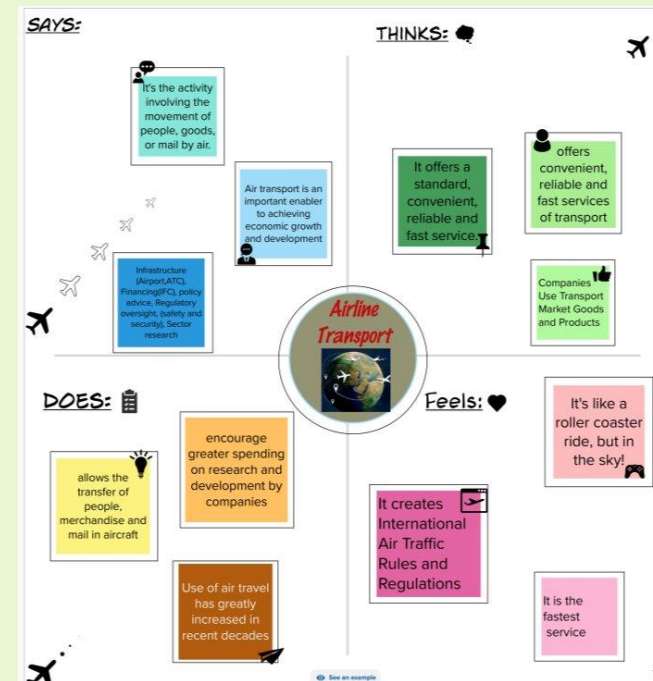 SAYS:
It's the activity
involving the
movement of
people, goods,
or mail by air.
Air transport is an
important enabler
to achieving
economic growth
and development
Infrastructure
(Airport,ATC),
Financing(IFC), policy
advice, Regulatory
oversight, (safety and
security), Sector
research
THINKS:
It offers a
standard,
convenient,
reliable and
fast service.
offers
convenient,
reliable and
fast services
of transport
Companies
Use Transport
Market Goods
and Products
Airline
Transport
DOES:
allows the
transfer of
people,
merchandise and
mail in aircraft
encourage
greater spending
on research and
development by
companies
Use of air travel
has greatly
increased in
recent decades
Feels:
It's like a
roller coaster
ride, but in
the sky!
It creates
International
Air Traffic
Rules and
Regulations
It is the
fastest
service
See an example